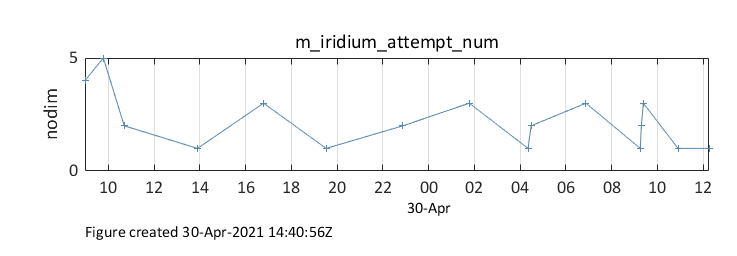 m_iridium_attempt_num
5
nodim
0
10 12 14 16 18 20 22 00 02 04 06 08 10 12
30-Apr
Figure created 30-Apr-2021 14:40:56Z